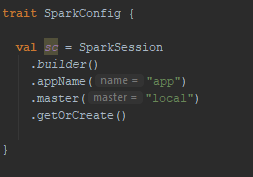 trait SparkConfig {
val sc = SparkSession
.builder()
.appName( name = "app")
.master( master = "local")
.getOrCreate()
}